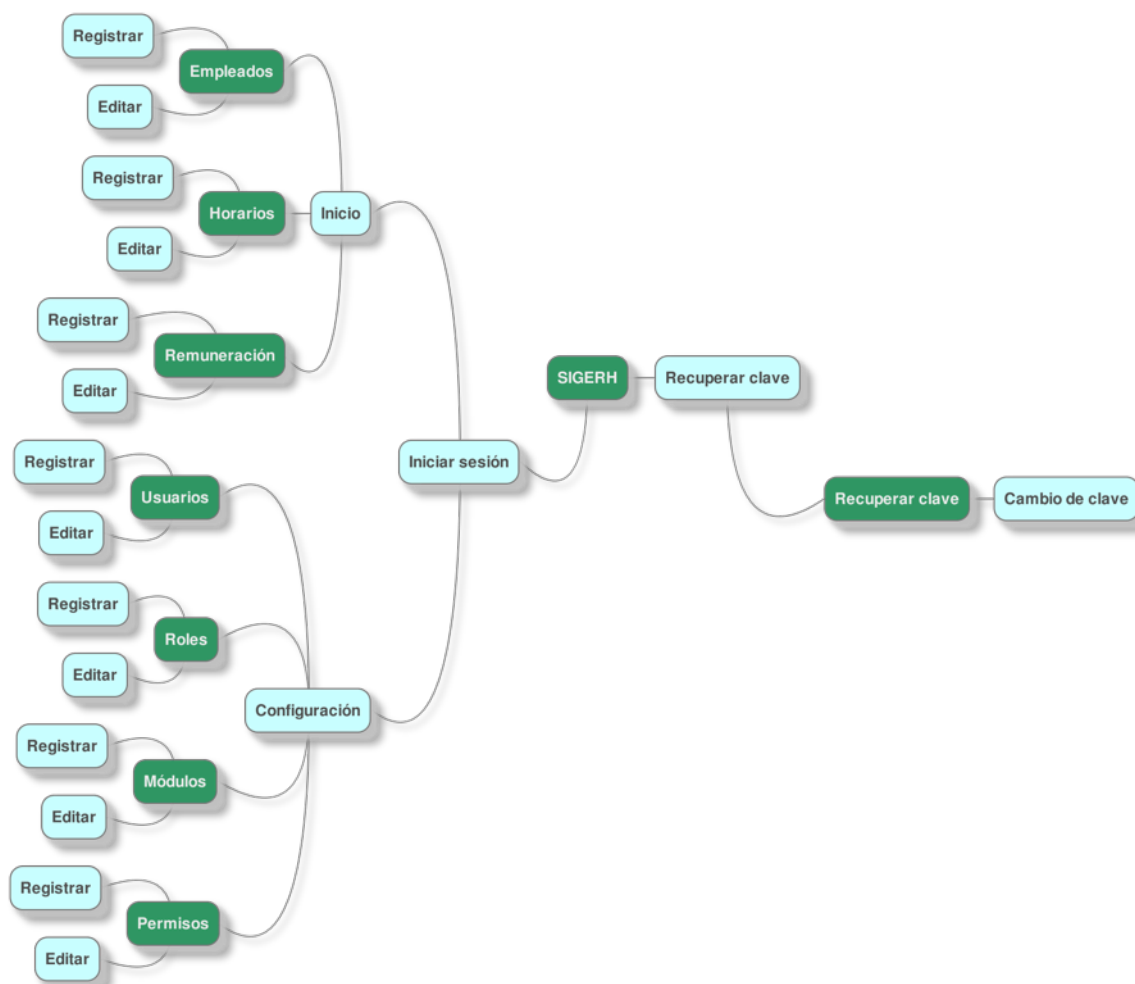 Registrar
Empleados
Editar
Registrar
Horarios
Inicio
Editar
Registrar
Remuneración
Editar
SIGERH
Recuperar clave
Registrar
Iniciar sesión
Usuarios
Recuperar clave
Cambio de clave
Editar
Registrar
Roles
Editar
Configuración
Registrar
Módulos
Editar
Registrar
Permisos
Editar